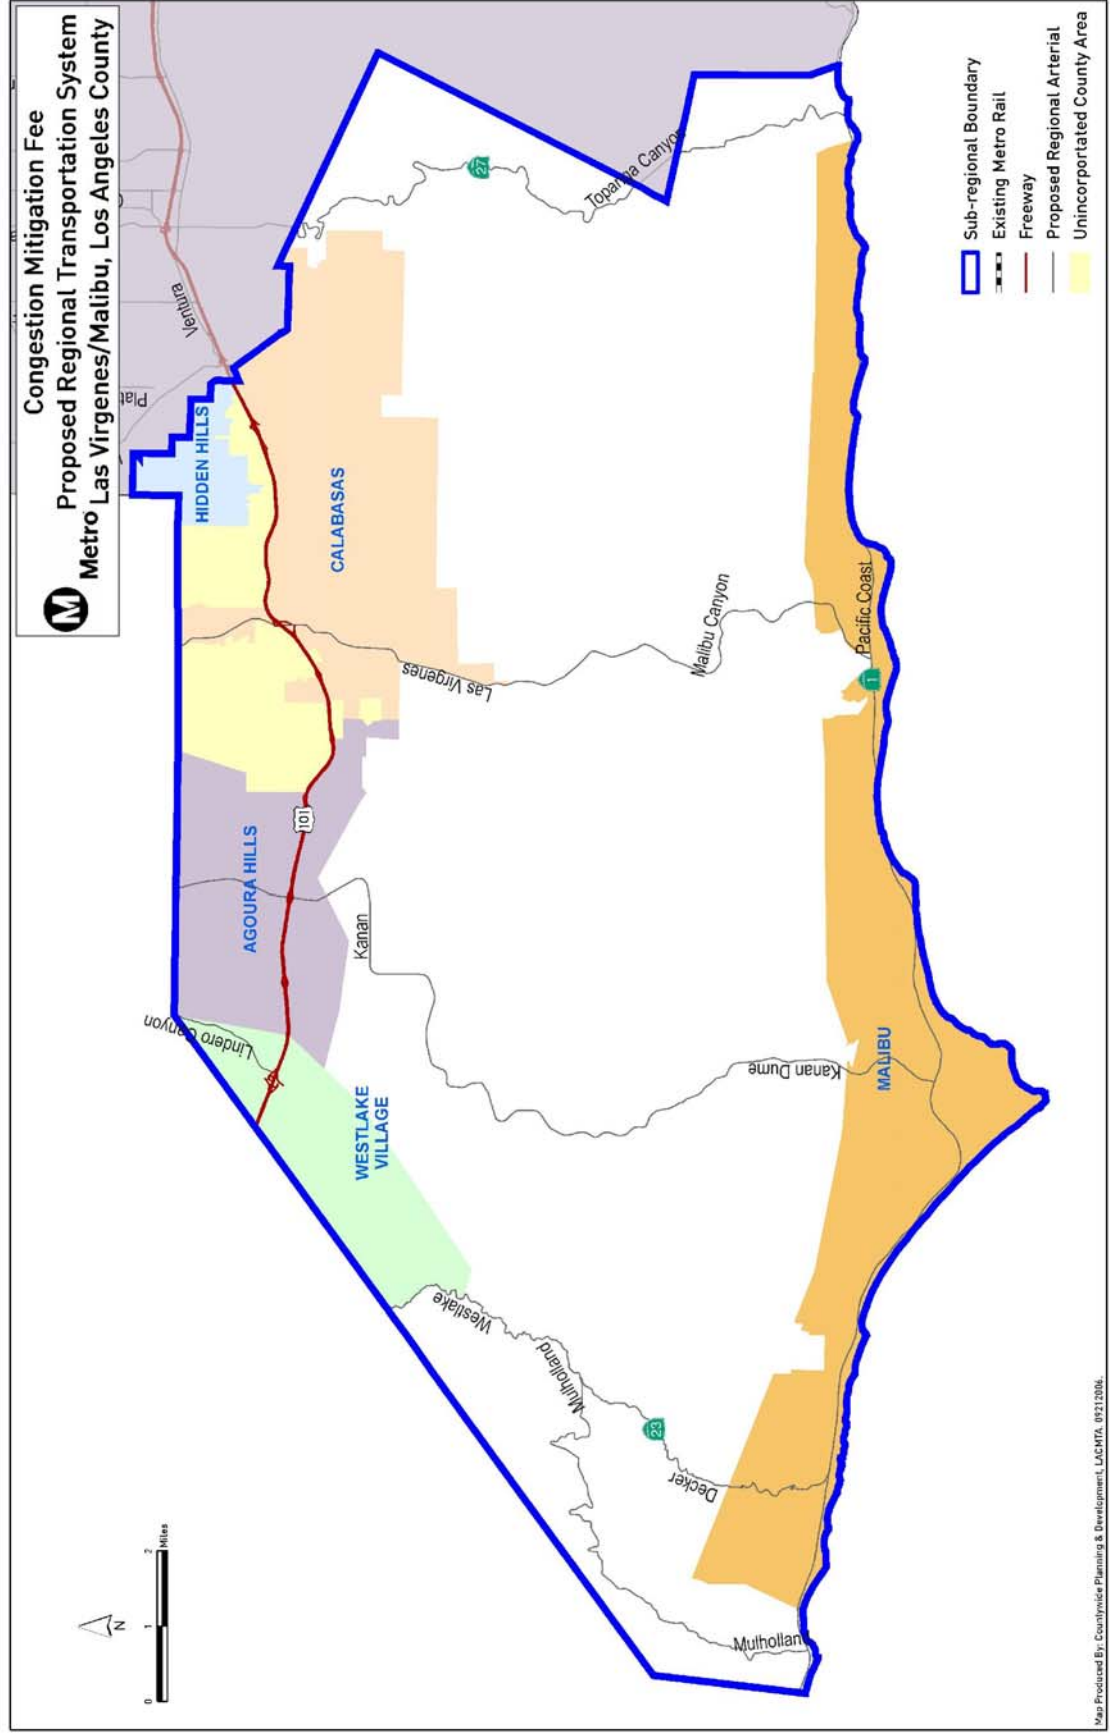 Congestion Mitigation Fee
Proposed Regional Transportation System
Las Virgenes/Malibu, Los Angeles County
M
Metro
Ventura
Plat
HIDDEN HILLS
CALABASAS
AGOURA HILLS
WESTLAKE
VILLAGE
MALIBU
101
27
Topanga Canyon
Las Virgenes
Malibu Canyon
Pacific Coast
1
Kanan
Lindero Canyon
Kanan Dume
Westlake
Mulholland
23
Decker
Mulholland
N
0 1 2
Miles
Sub-regional Boundary
Existing Metro Rail
Freeway
Proposed Regional Arterial
Unincorportated County Area
Map Produced By: Countywide Planning & Development, LACMTA. 09212006.